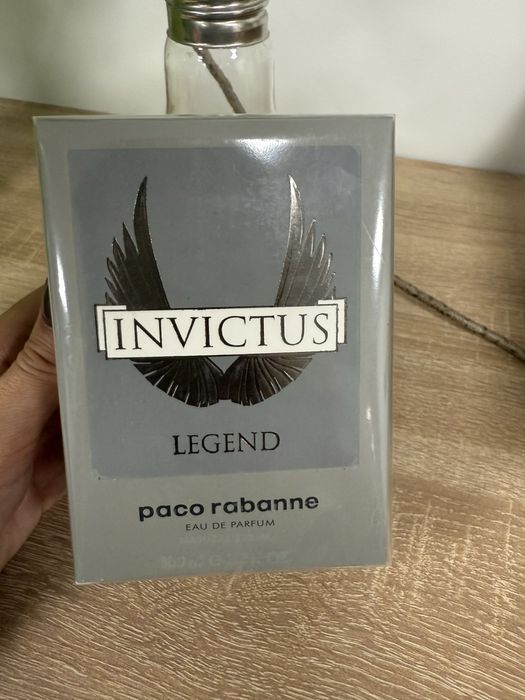 INVICTUS
LEGEND
paco rabanne
EAU DE PARFUM